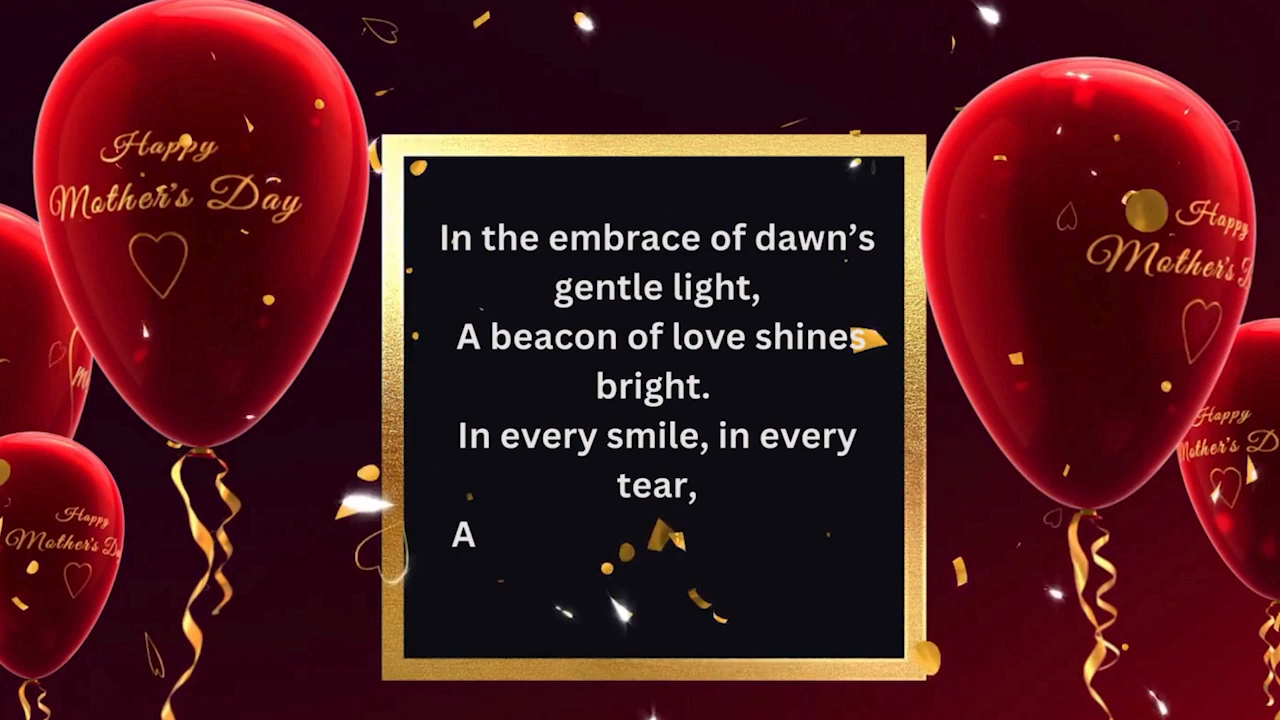 Happy
Mother's Day
In the embrace of dawn’s
gentle light,
A beacon of love shines
bright.
In every smile, in every
tear,
A
Happy
Mother's D
Happy
Mother's D
Happy
Mother's Da